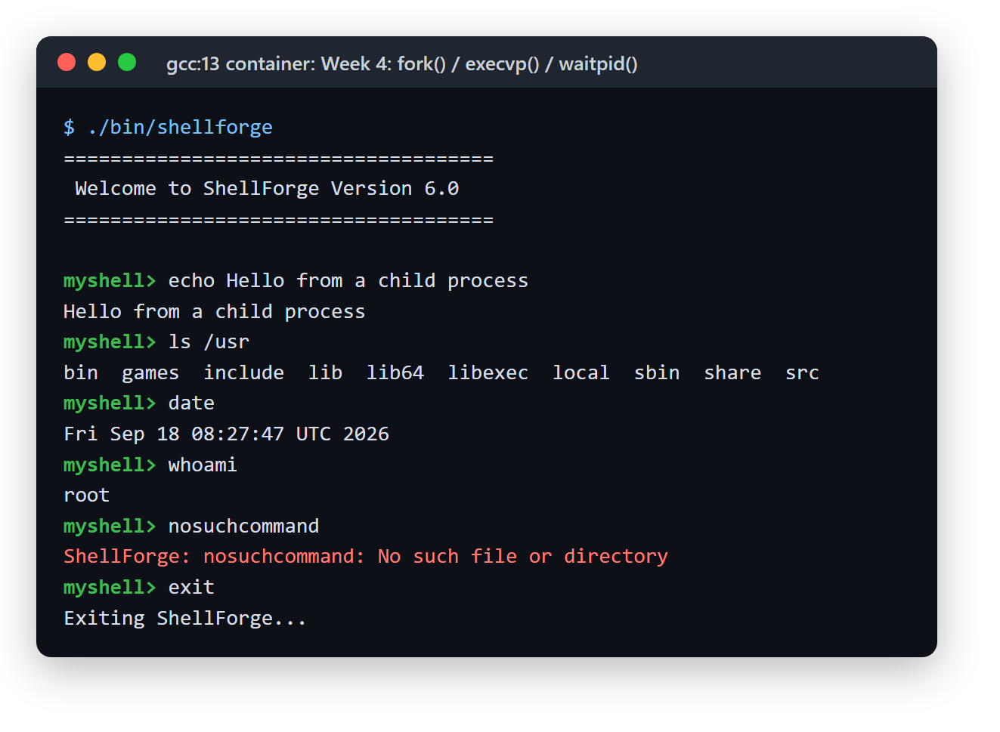 gcc:13 container: Week 4: fork() / execvp() / waitpid()
$ ./bin/shellforge
=====================================
 Welcome to ShellForge Version 6.0
=====================================
myshell> echo Hello from a child process
Hello from a child process
myshell> ls /usr
bin  games  include  lib  lib64  libexec  local  sbin  share  src
myshell> date
Fri Sep 18 08:27:47 UTC 2026
myshell> whoami
root
myshell> nosuchcommand
ShellForge: nosuchcommand: No such file or directory
myshell> exit
Exiting ShellForge...